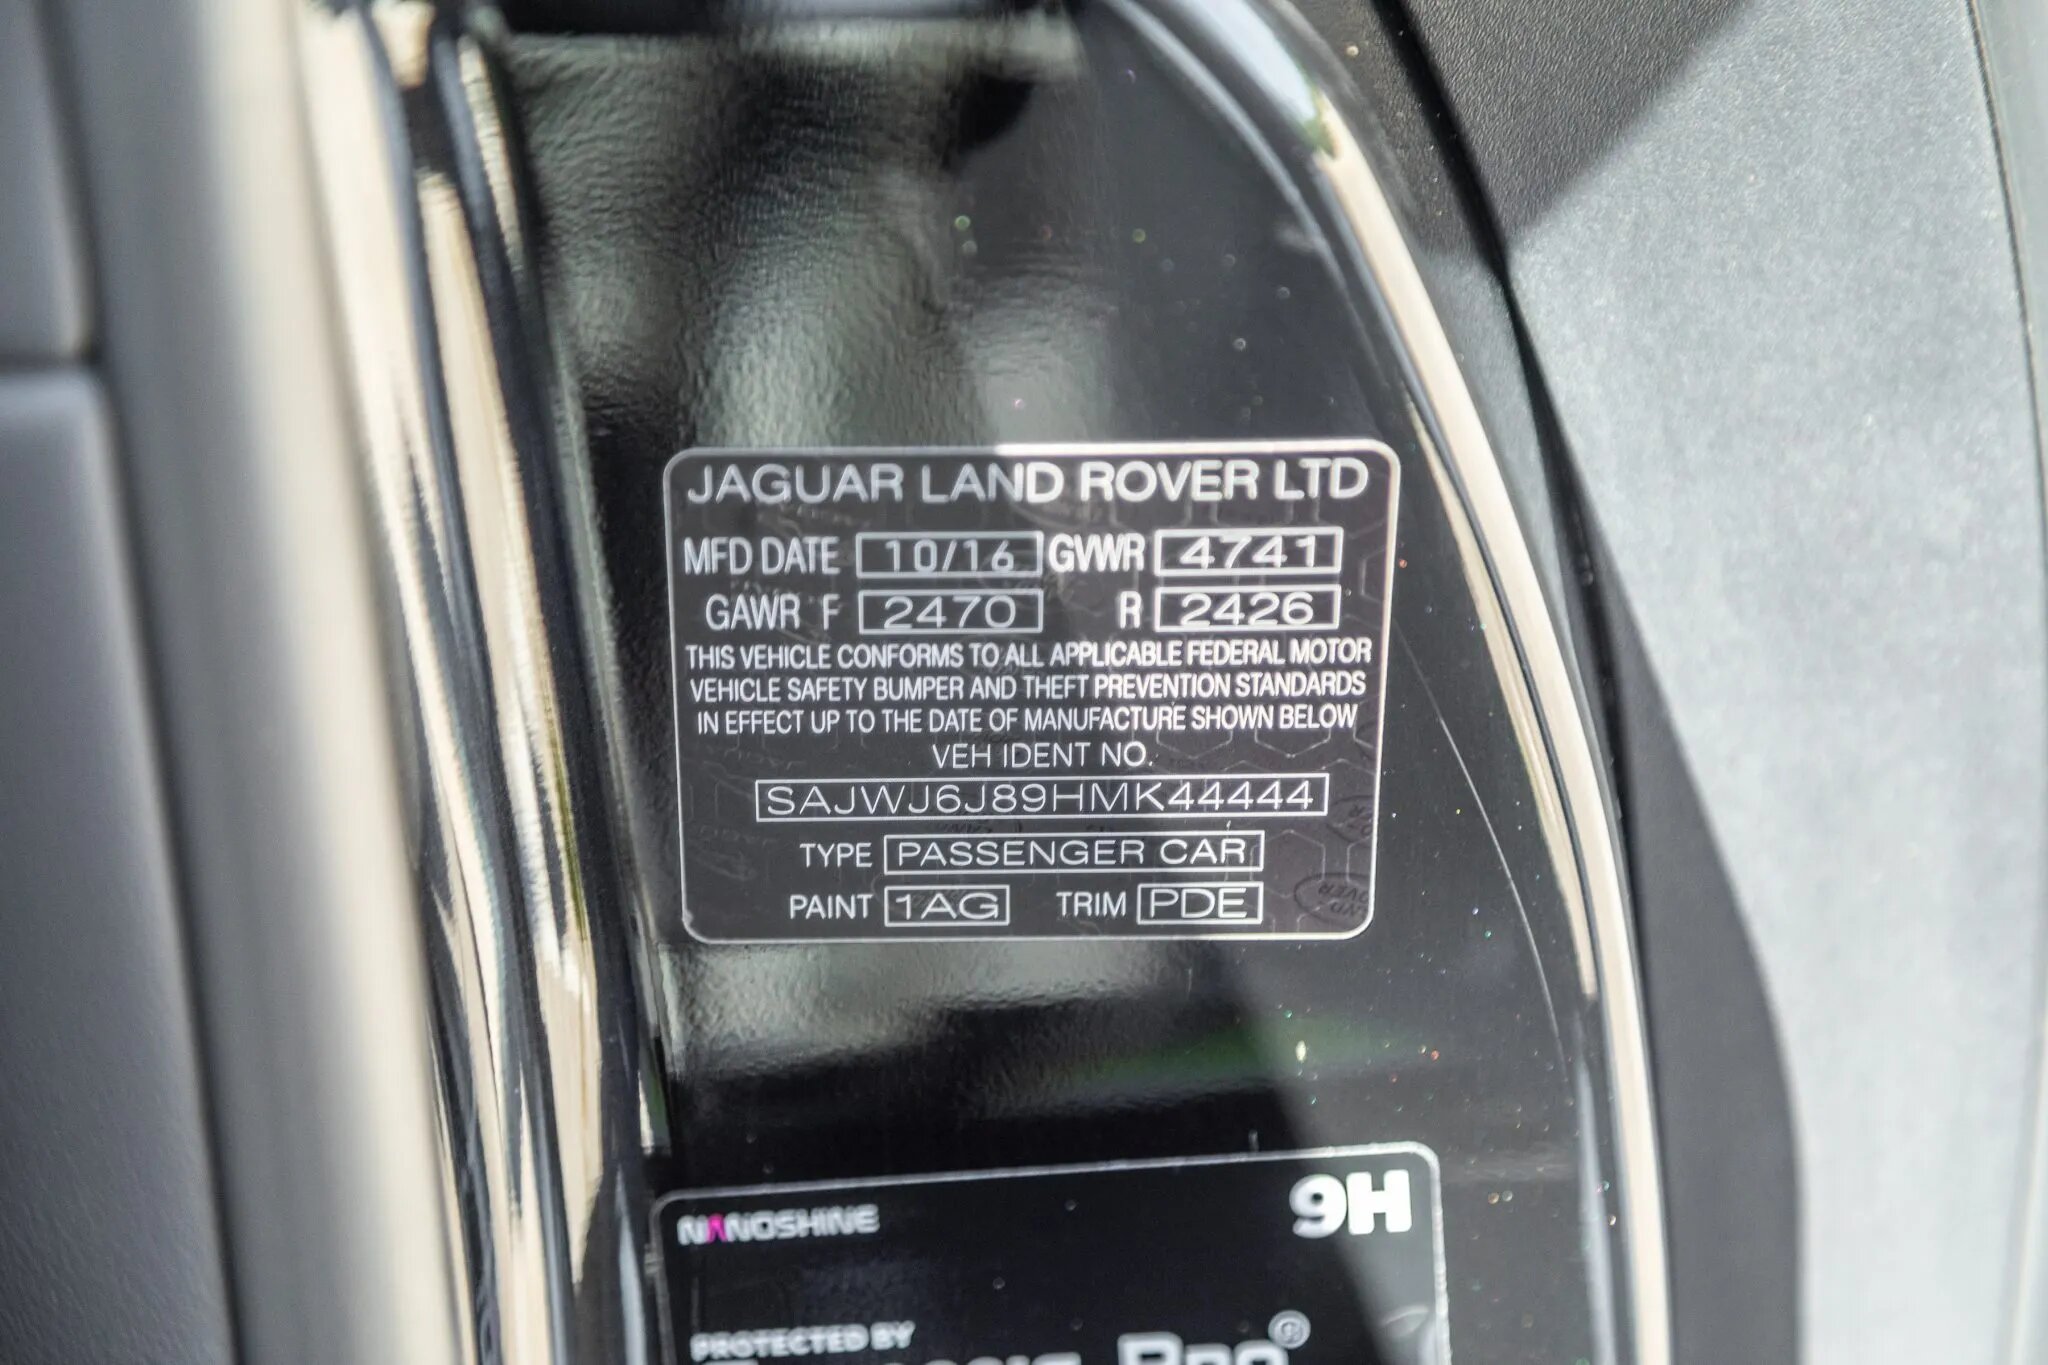 JAGUAR LAND ROVER LTD
MFD DATE 10/16 GVWR 4741
GAWR F 2470 R 2426
THIS VEHICLE CONFORMS TO ALL APPLICABLE FEDERAL MOTOR
VEHICLE SAFETY BUMPER AND THEFT PREVENTION STANDARDS
IN EFFECT UP TO THE DATE OF MANUFACTURE SHOWN BELOW
VEH IDENT NO.
SAJWJ6J89HMK44444
TYPE PASSENGER CAR
PAINT 1AG TRIM PDE
NANOSHINE 9H
PROTECTED BY
PRO®